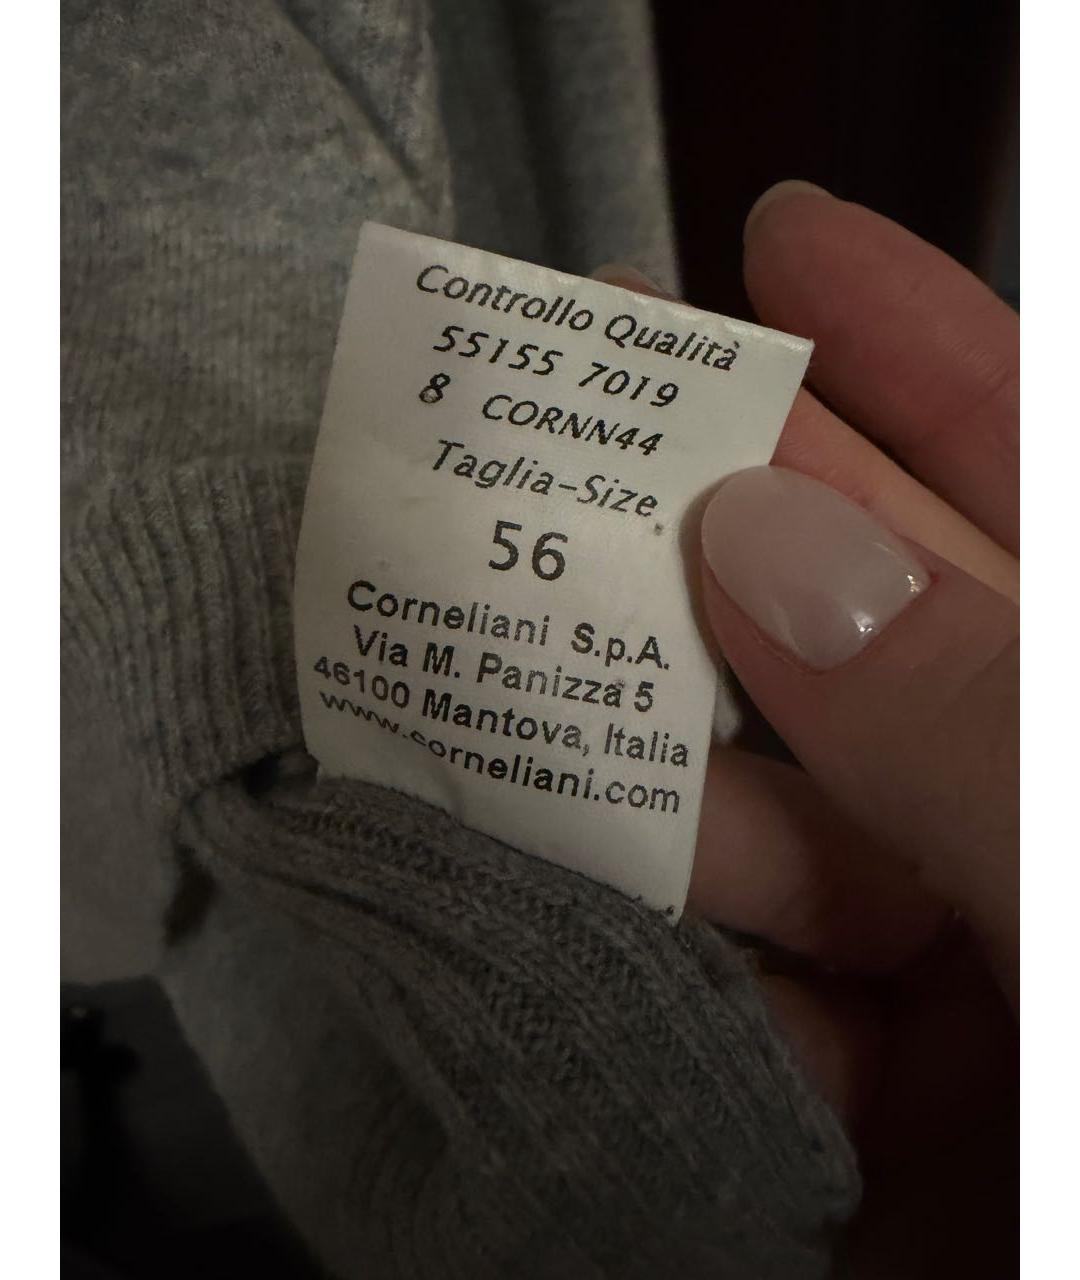 Controllo Qualità
55155 7019
8 CORNN44
Taglia-Size
56
Corneliani S.p.A.
Via M. Panizza 5
46100 Mantova, Italia
www.corneliani.com